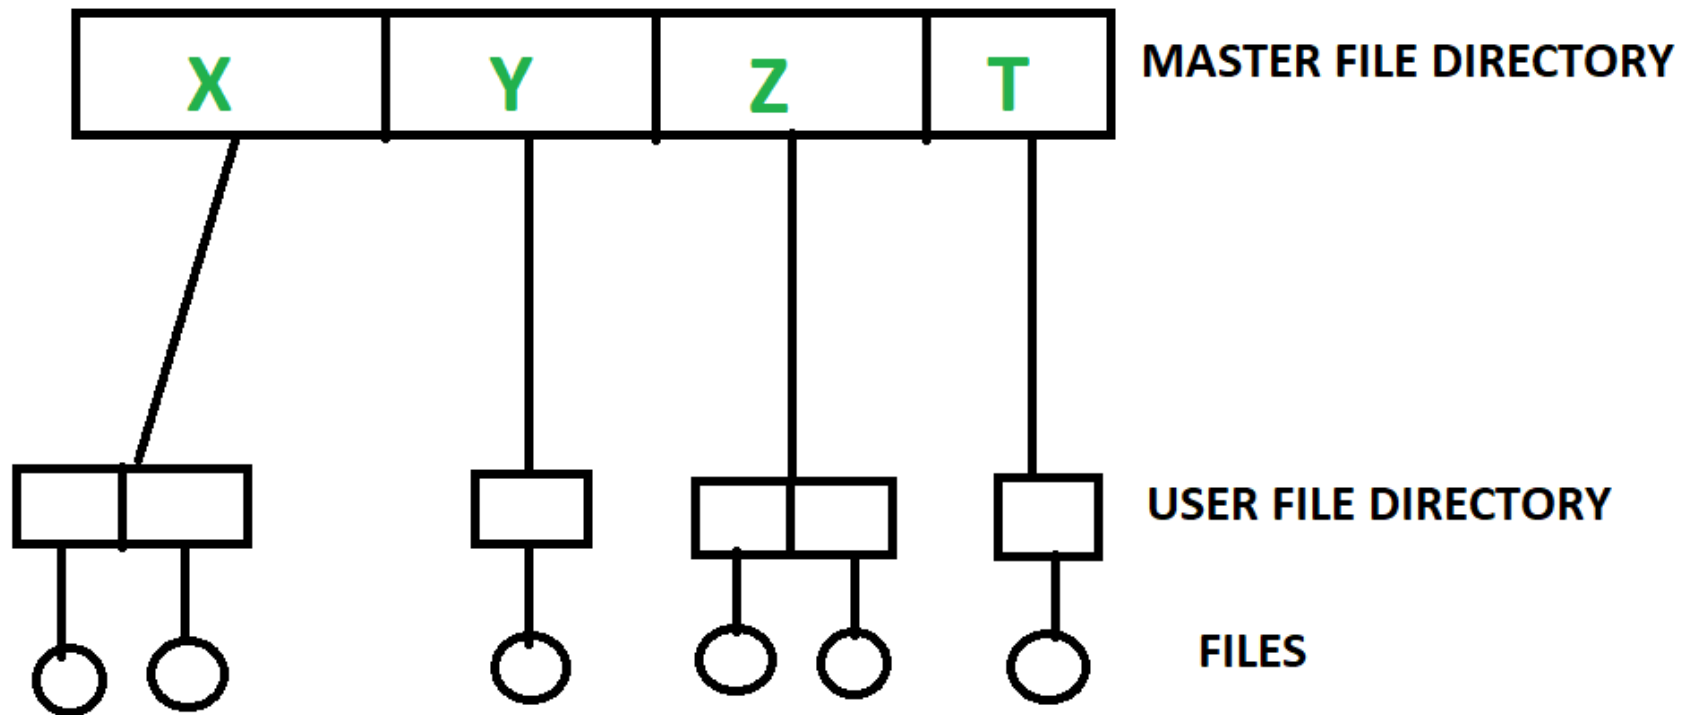 X Y Z T MASTER FILE DIRECTORY
USER FILE DIRECTORY
FILES